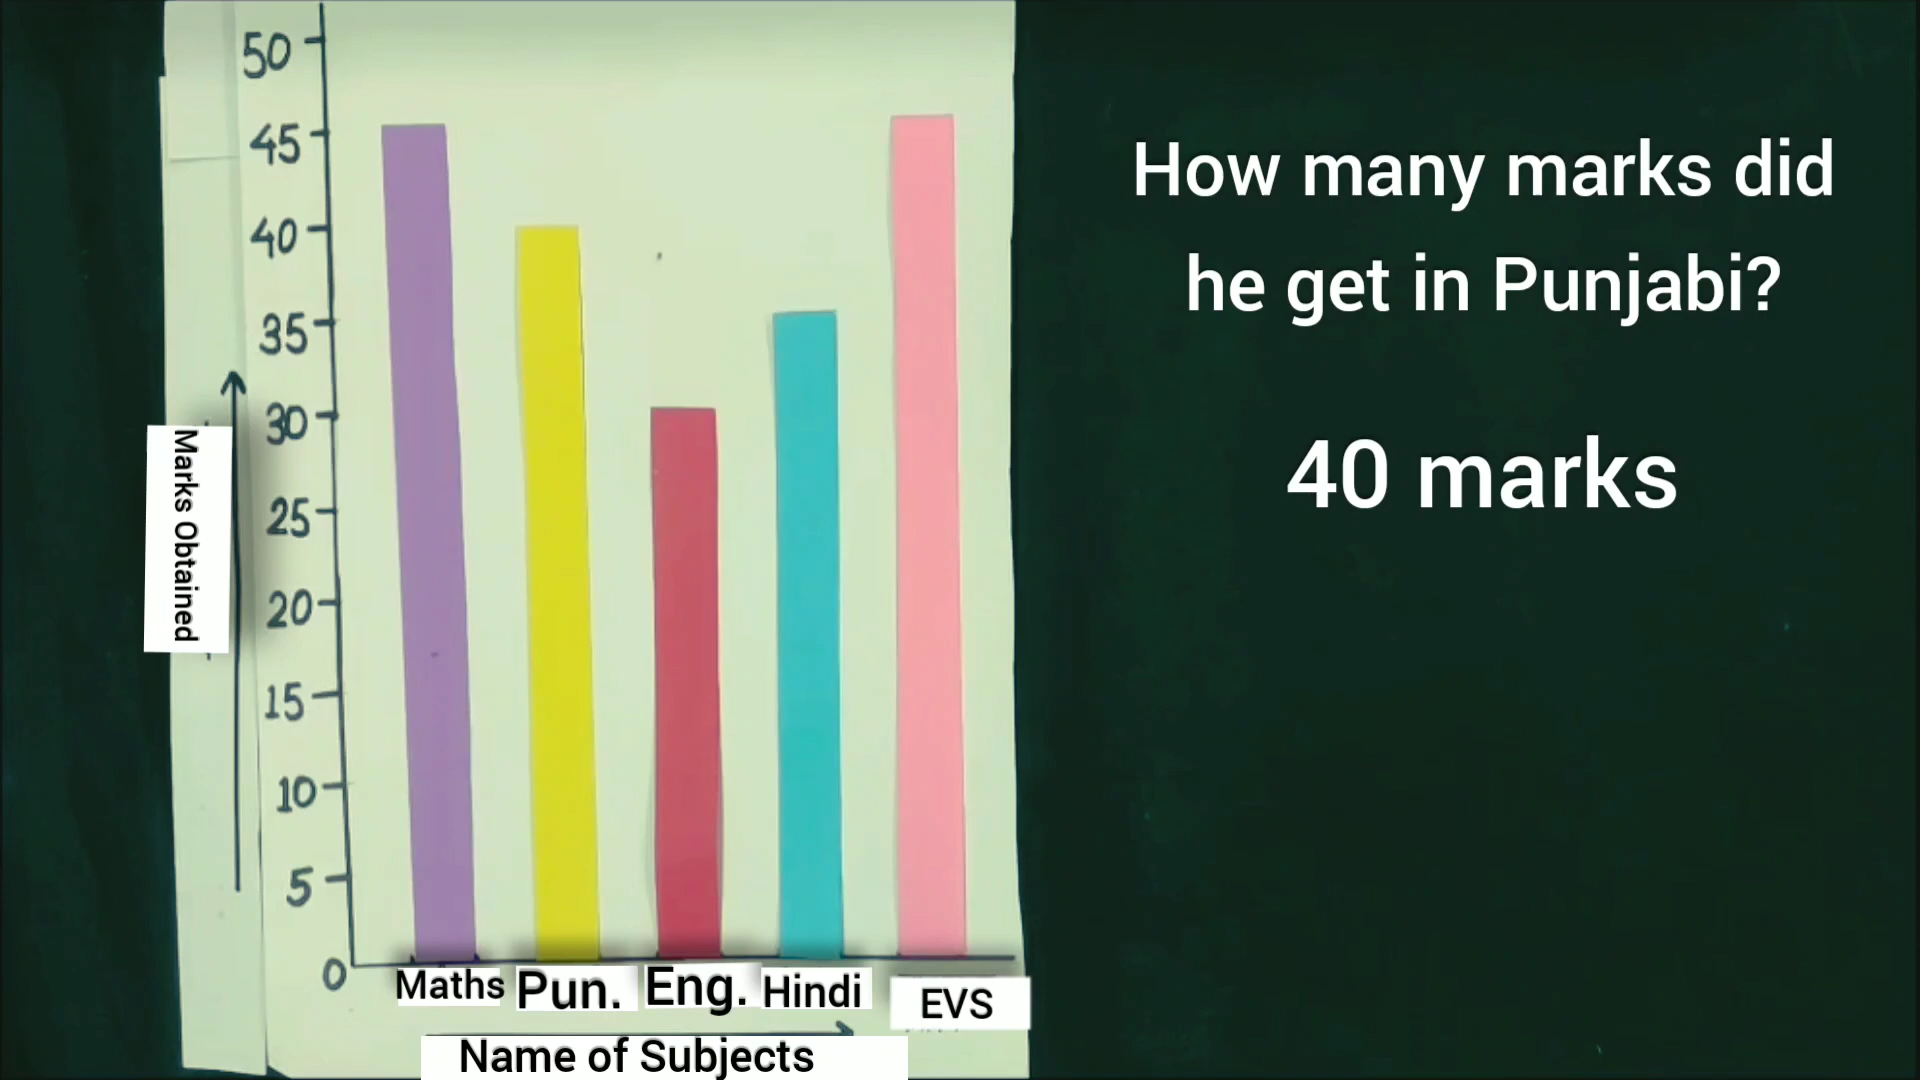 50
45
40
35
30
25
20
15
10
5
0
Marks Obtained
Maths Pun. Eng. Hindi EVS
Name of Subjects
How many marks did
he get in Punjabi?
40 marks